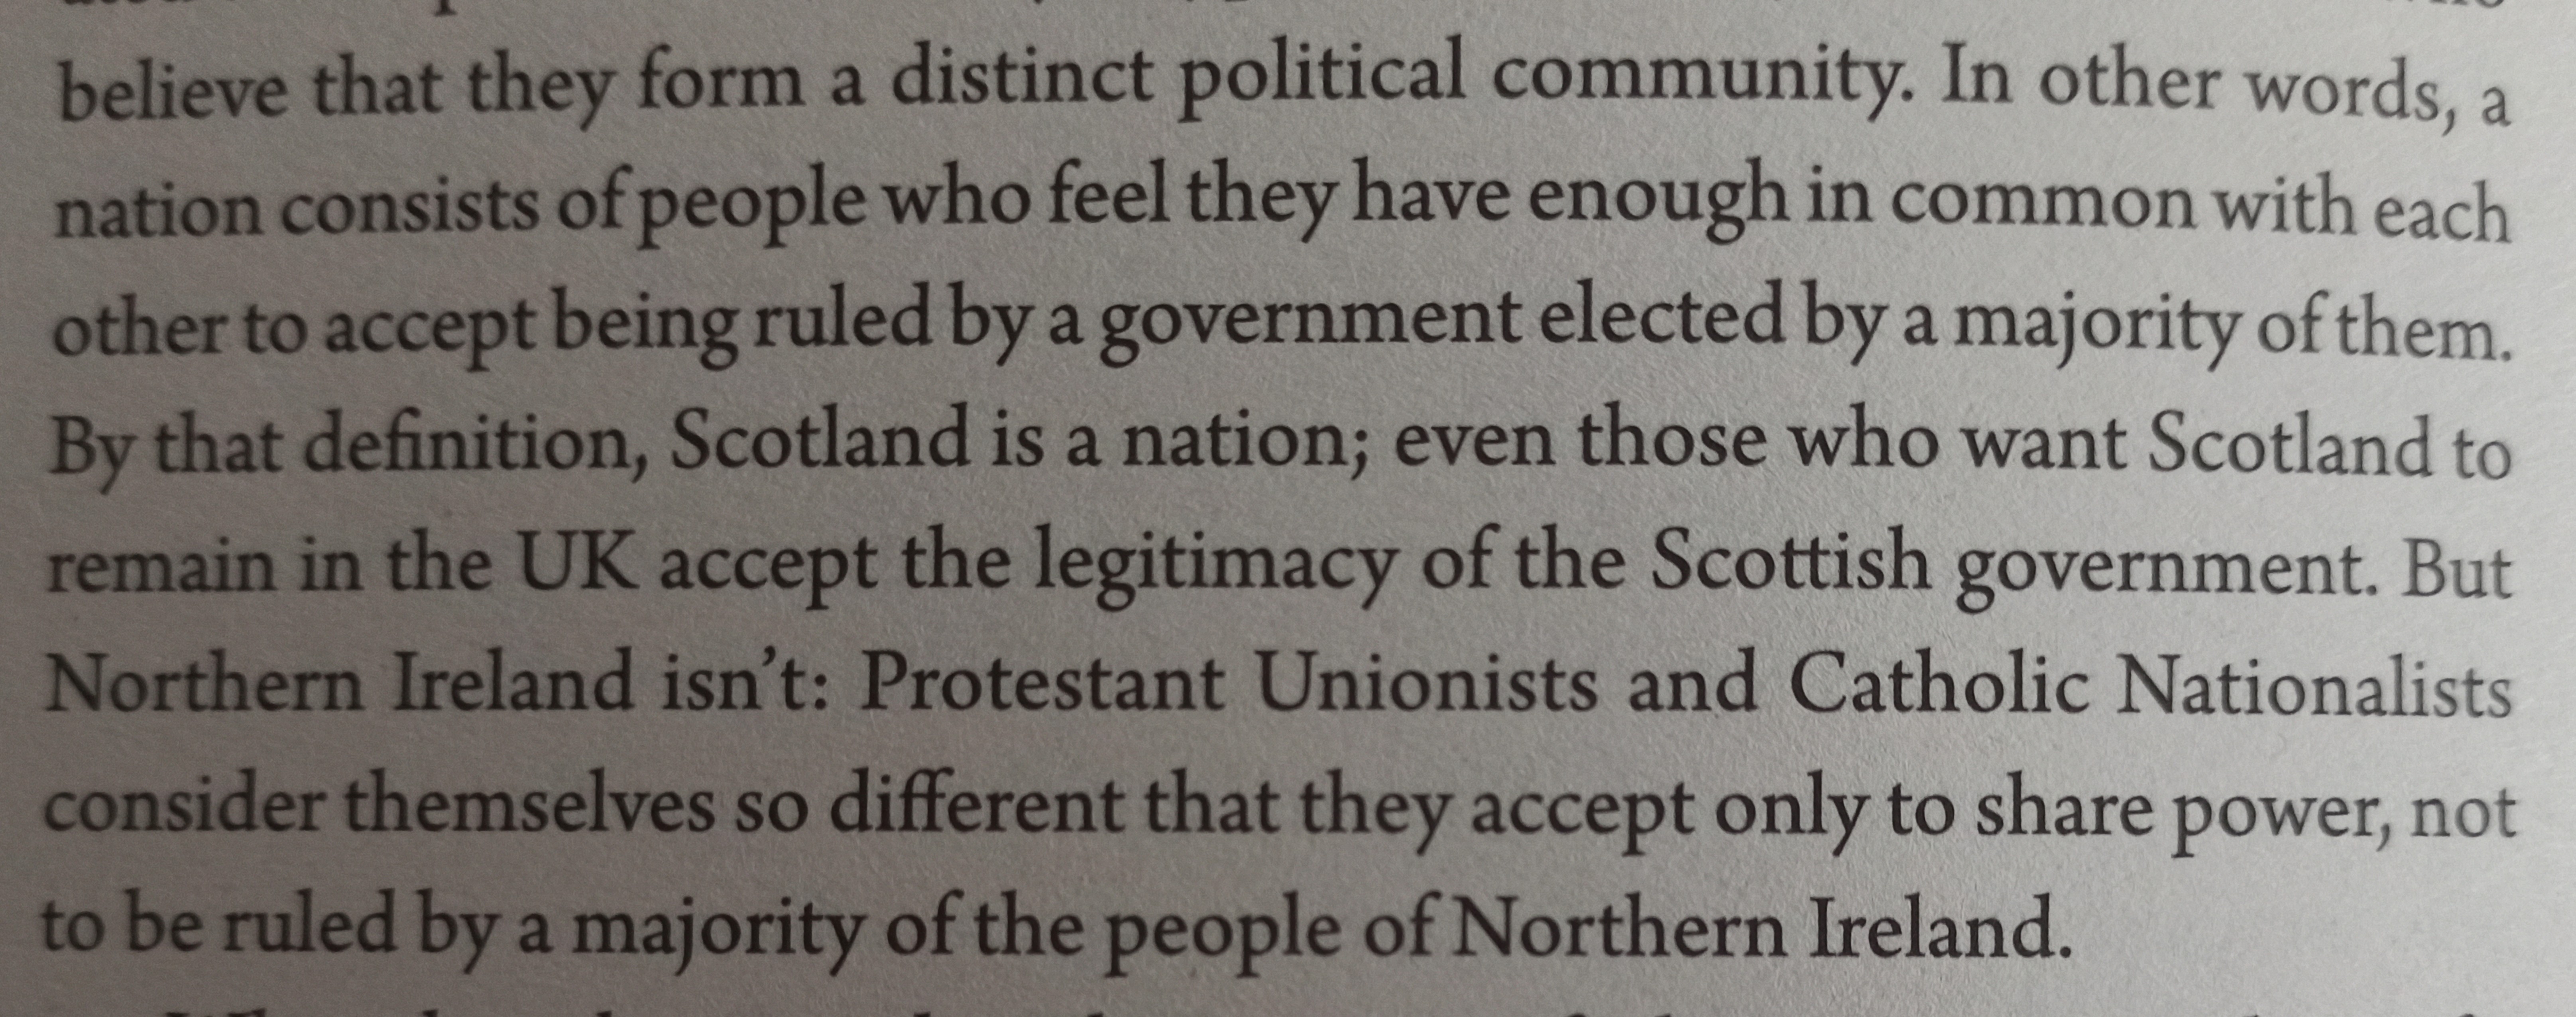 believe that they form a distinct political community. In other words, a
nation consists of people who feel they have enough in common with each
other to accept being ruled by a government elected by a majority of them.
By that definition, Scotland is a nation; even those who want Scotland to
remain in the UK accept the legitimacy of the Scottish government. But
Northern Ireland isn't: Protestant Unionists and Catholic Nationalists
consider themselves so different that they accept only to share power, not
to be ruled by a majority of the people of Northern Ireland.